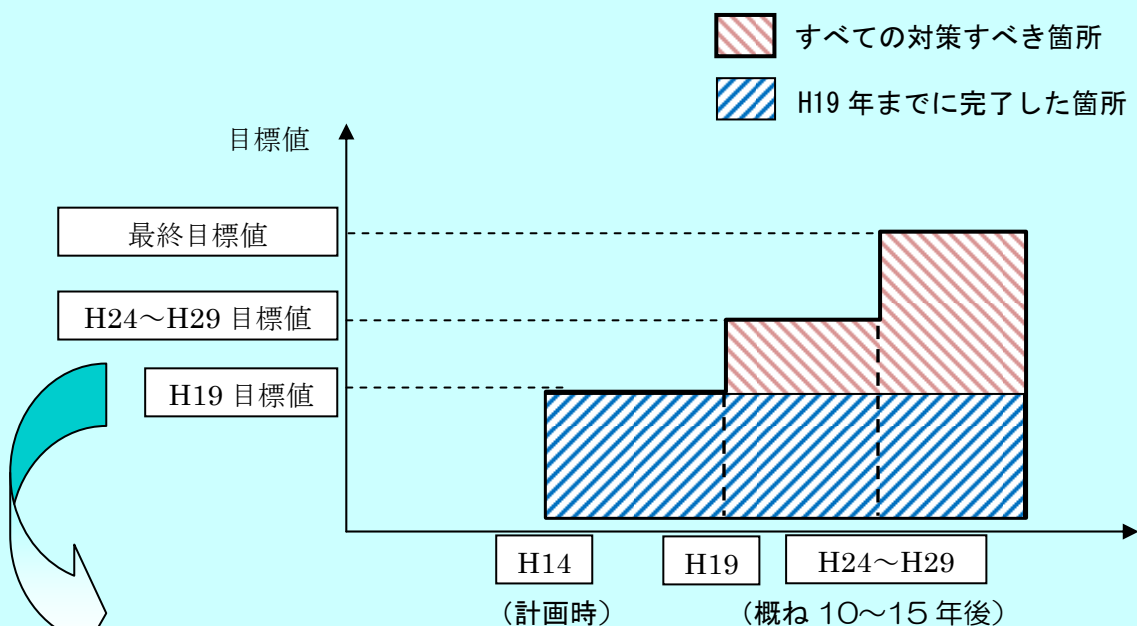 すべての対策すべき箇所
H19 年までに完了した箇所
目標値
最終目標値
H24～H29 目標値
H19 目標値
H14
H19
H24～H29
（計画時）
（概ね 10～15 年後）